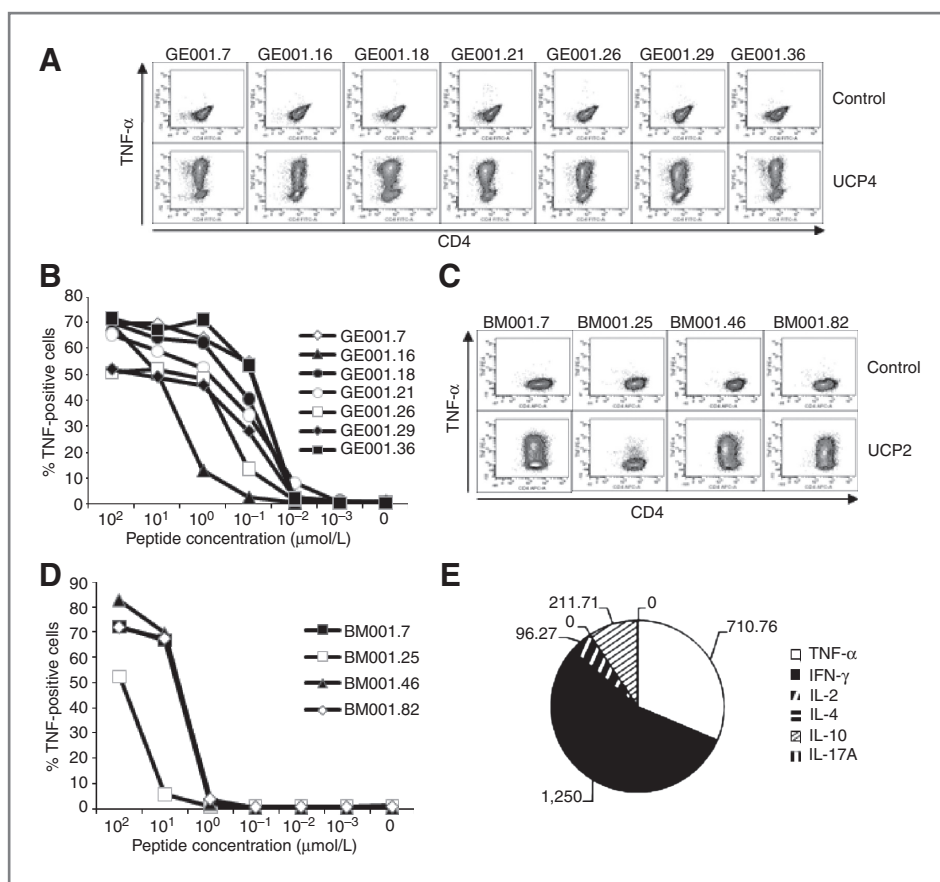 A
GE001.7 GE001.16 GE001.18 GE001.21 GE001.26 GE001.29 GE001.36
TNF-α
Control
UCP4
CD4
B
80
70
60
50
40
30
20
10
0
% TNF-positive cells
10² 10¹ 10⁰ 10⁻¹ 10⁻² 10⁻³ 0
Peptide concentration (μmol/L)
GE001.7
GE001.16
GE001.18
GE001.21
GE001.26
GE001.29
GE001.36
C
BM001.7 BM001.25 BM001.46 BM001.82
TNF-α
Control
UCP2
CD4
D
90
80
70
60
50
40
30
20
10
0
% TNF-positive cells
10² 10¹ 10⁰ 10⁻¹ 10⁻² 10⁻³ 0
Peptide concentration (μmol/L)
BM001.7
BM001.25
BM001.46
BM001.82
E
211.71
0
0
96.27
710.76
1,250
TNF-α
IFN-γ
IL-2
IL-4
IL-10
IL-17A